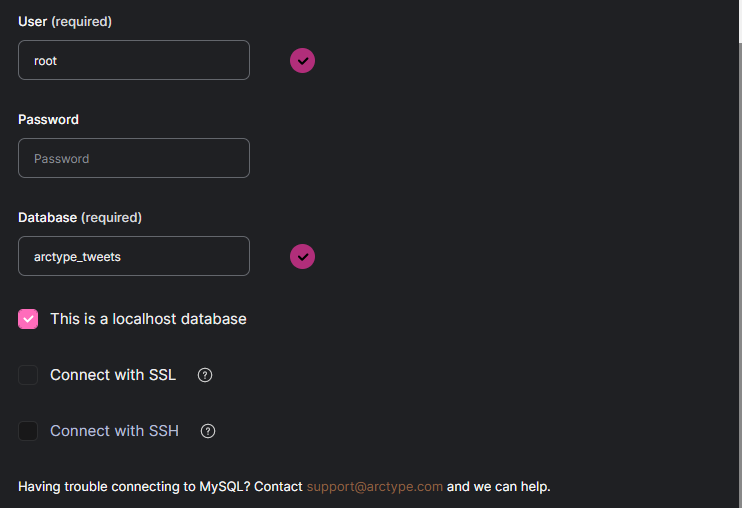 User (required)
root
Password
Password
Database (required)
arctype_tweets
This is a localhost database
Connect with SSL ?
Connect with SSH ?
Having trouble connecting to MySQL? Contact support@arctype.com and we can help.